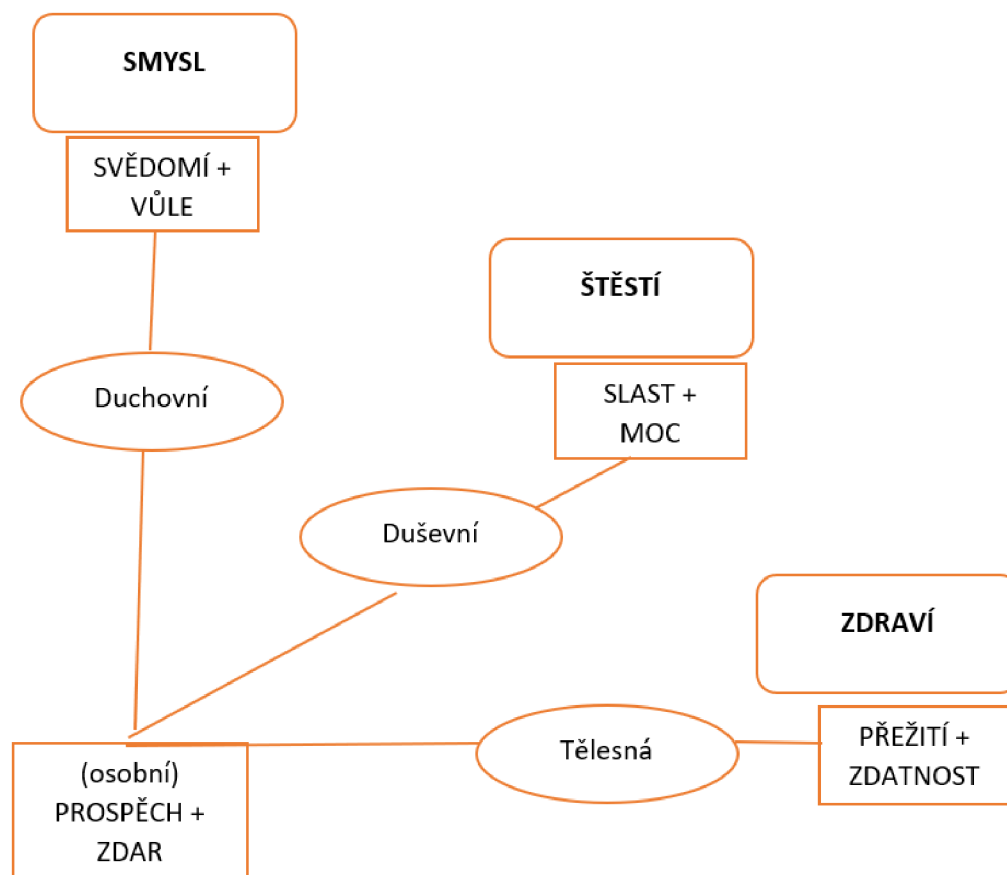 SMYSL
SVĚDOMÍ +
VŮLE
ŠTĚSTÍ
SLAST +
MOC
Duchovní
Duševní
ZDRAVÍ
PŘEŽITÍ +
ZDATNOST
Tělesná
(osobní)
PROSPĚCH +
ZDAR